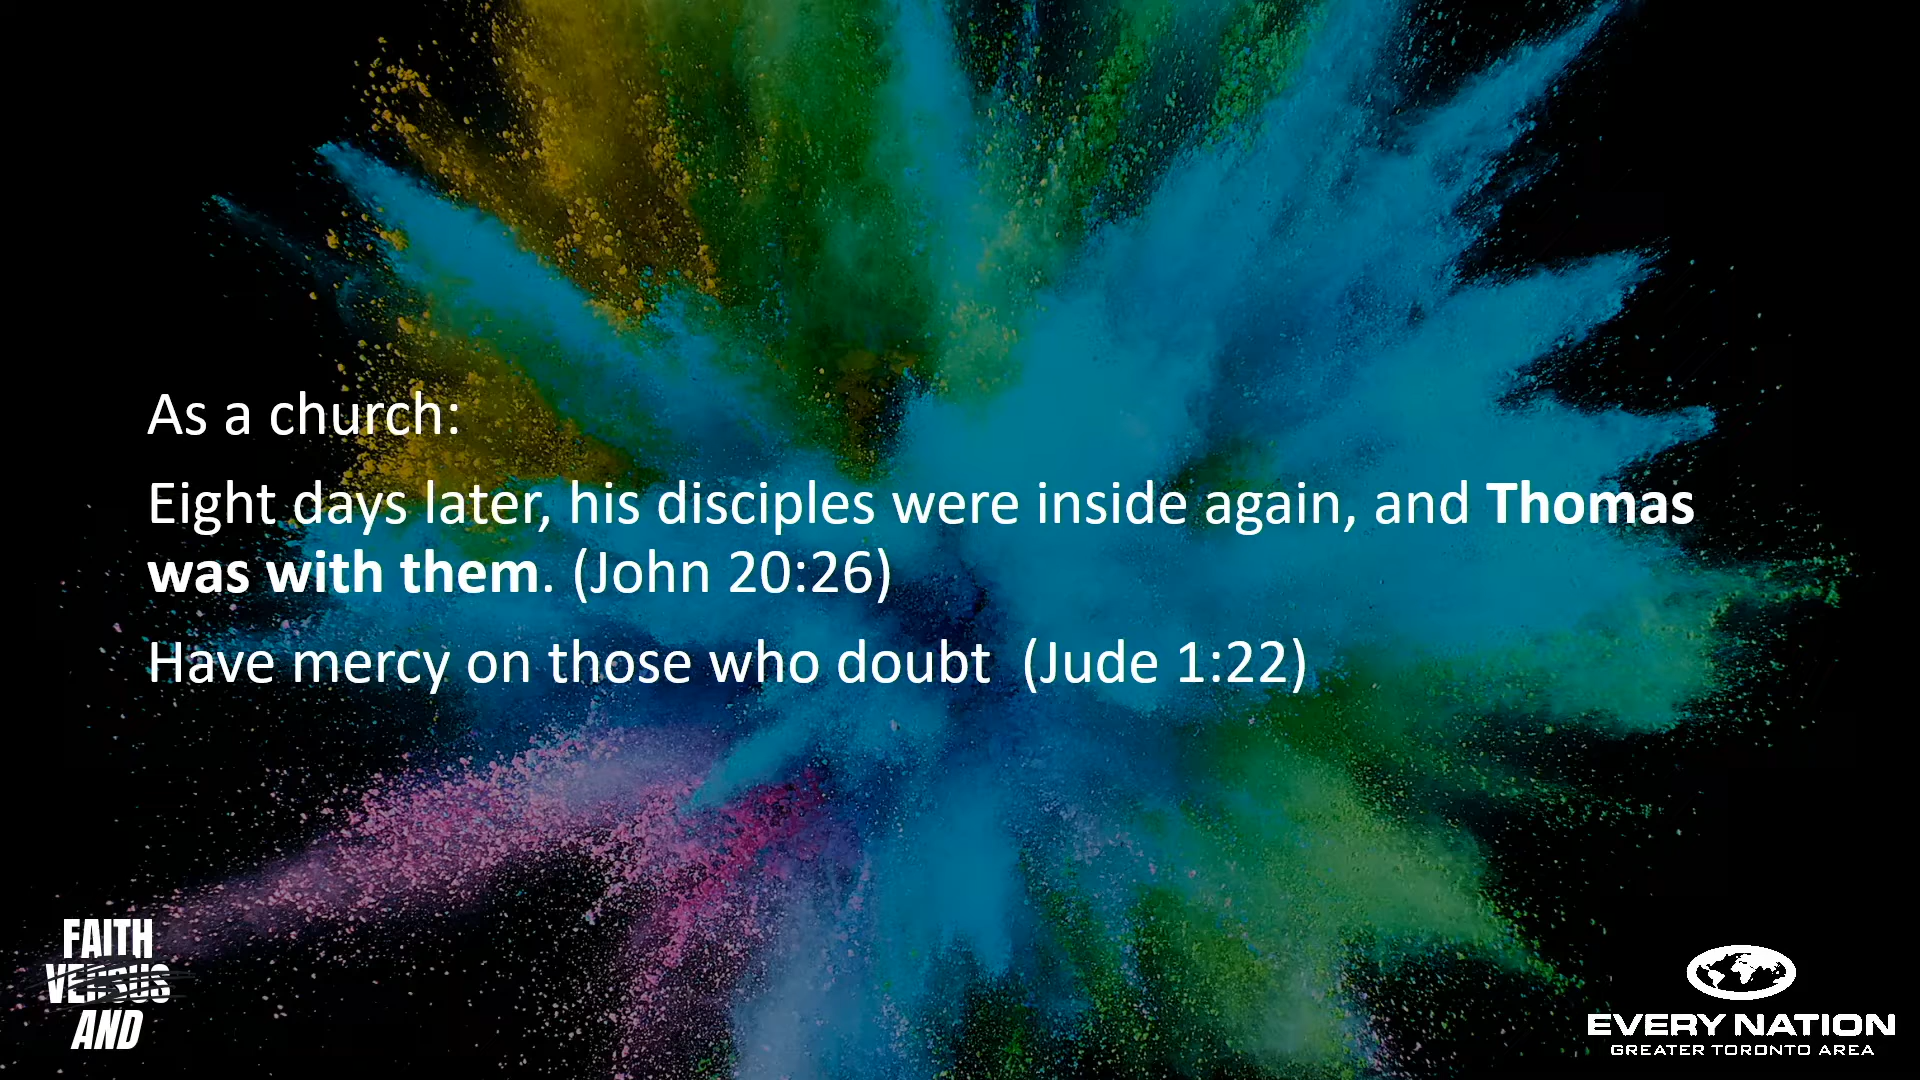 As a church:
Eight days later, his disciples were inside again, and Thomas
was with them. (John 20:26)
Have mercy on those who doubt  (Jude 1:22)
FAITH
VERSUS
AND
EVERY NATION
GREATER TORONTO AREA